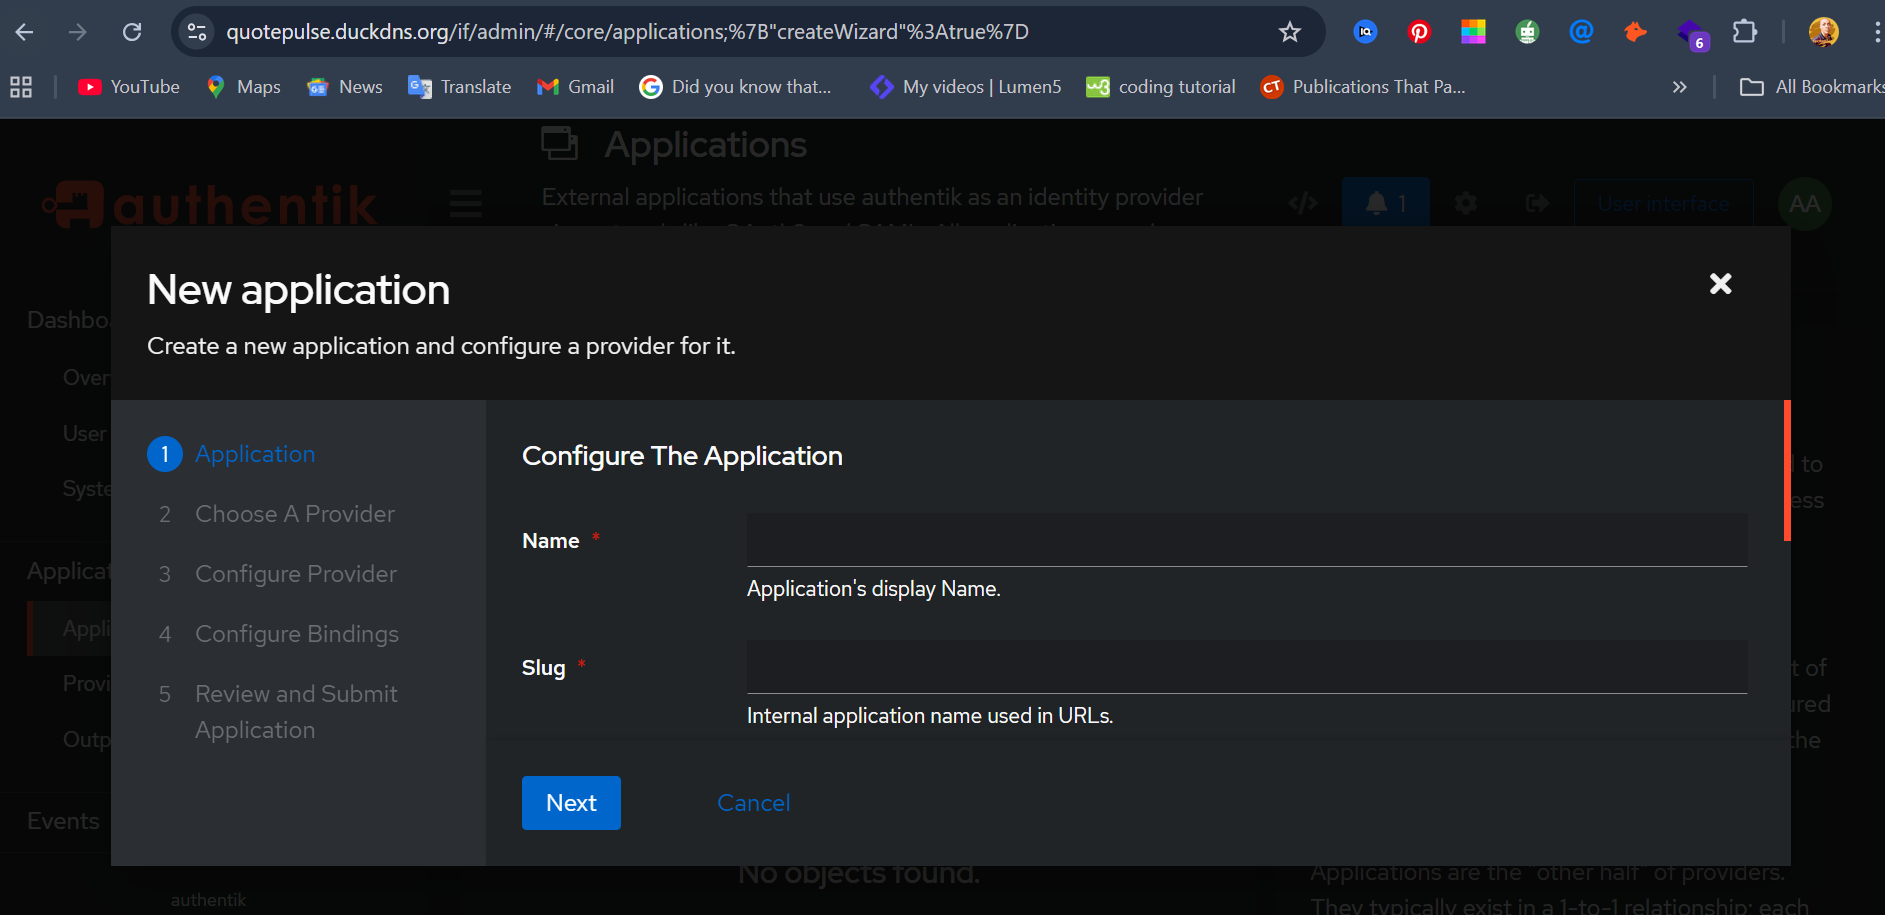 quotepulse.duckdns.org/if/admin/#/core/applications;%7B"createWizard"%3Atrue%7D
6
YouTube Maps News Translate Gmail Did you know that... My videos | Lumen5 coding tutorial Publications That Pa... » All Bookmarks
Applications
authentik
External applications that use authentik as an identity provider
1
User interface
AA
New application
Create a new application and configure a provider for it.
Dashbo
Over
User
Syste
Applicat
Appli
Provi
Outp
Events
1 Application
2 Choose A Provider
3 Configure Provider
4 Configure Bindings
5 Review and Submit
Application
Configure The Application
Name *
Application's display Name.
Slug *
Internal application name used in URLs.
Next Cancel
to
ess
t of
ured
the
No objects found.
Applications are the "other half" of providers.
They typically exist in a 1-to-1 relationship; each
authentik